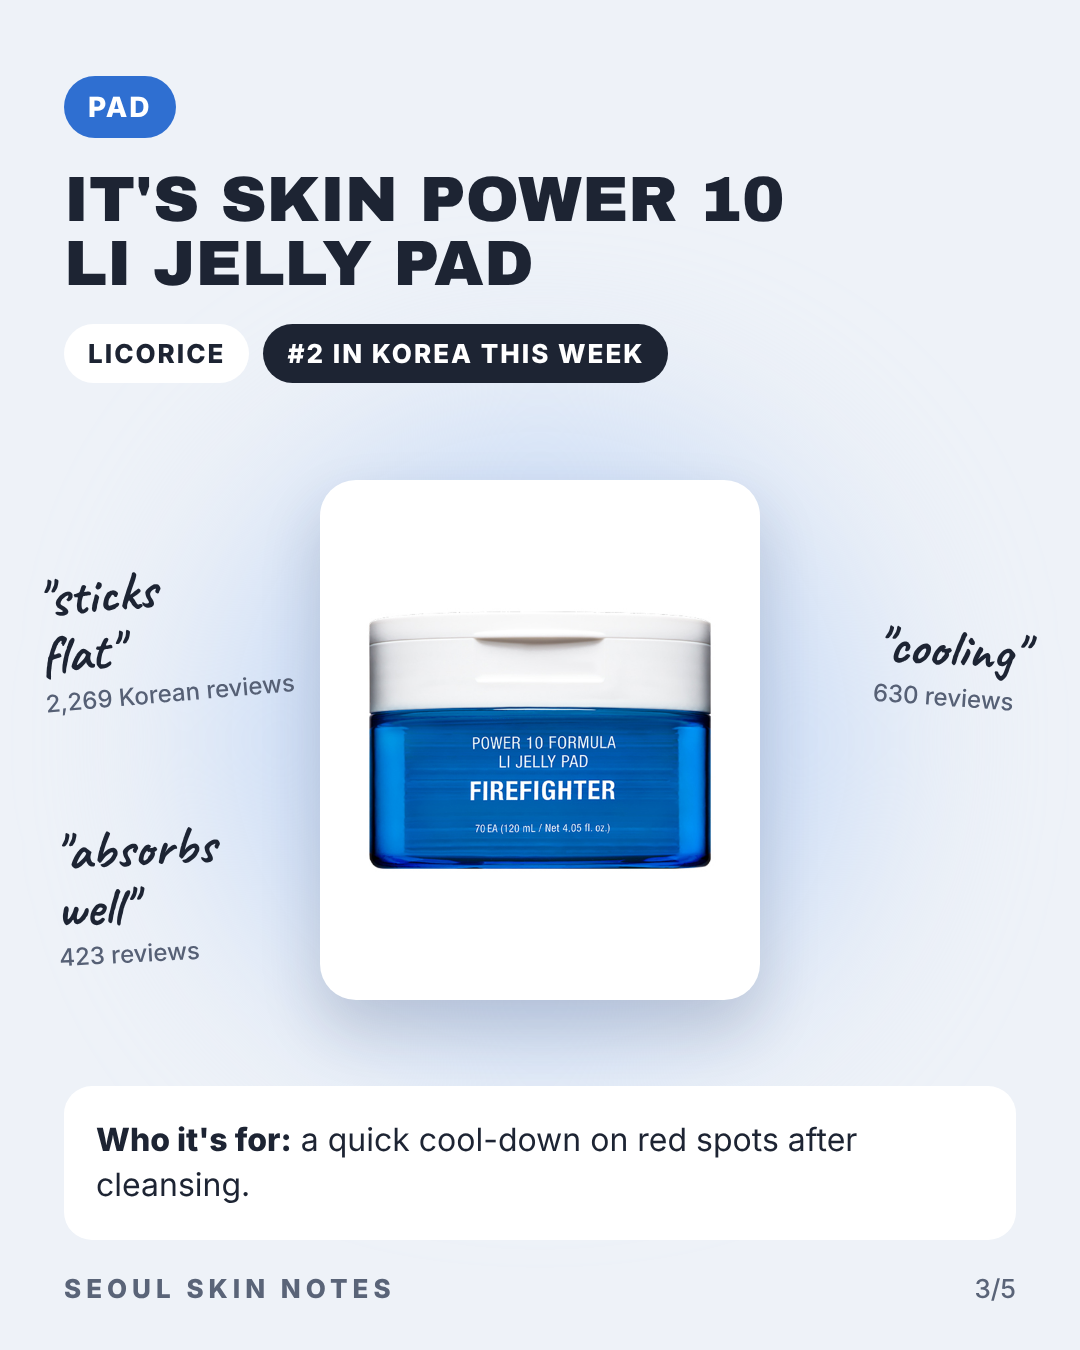 PAD
IT'S SKIN POWER 10
LI JELLY PAD
LICORICE
#2 IN KOREA THIS WEEK
"sticks
flat"
2,269 Korean reviews
"cooling"
630 reviews
"absorbs
well"
423 reviews
POWER 10 FORMULA
LI JELLY PAD
FIREFIGHTER
70 EA (120 mL / Net 4.05 fl. oz.)
Who it's for: a quick cool-down on red spots after
cleansing.
SEOUL SKIN NOTES
3/5